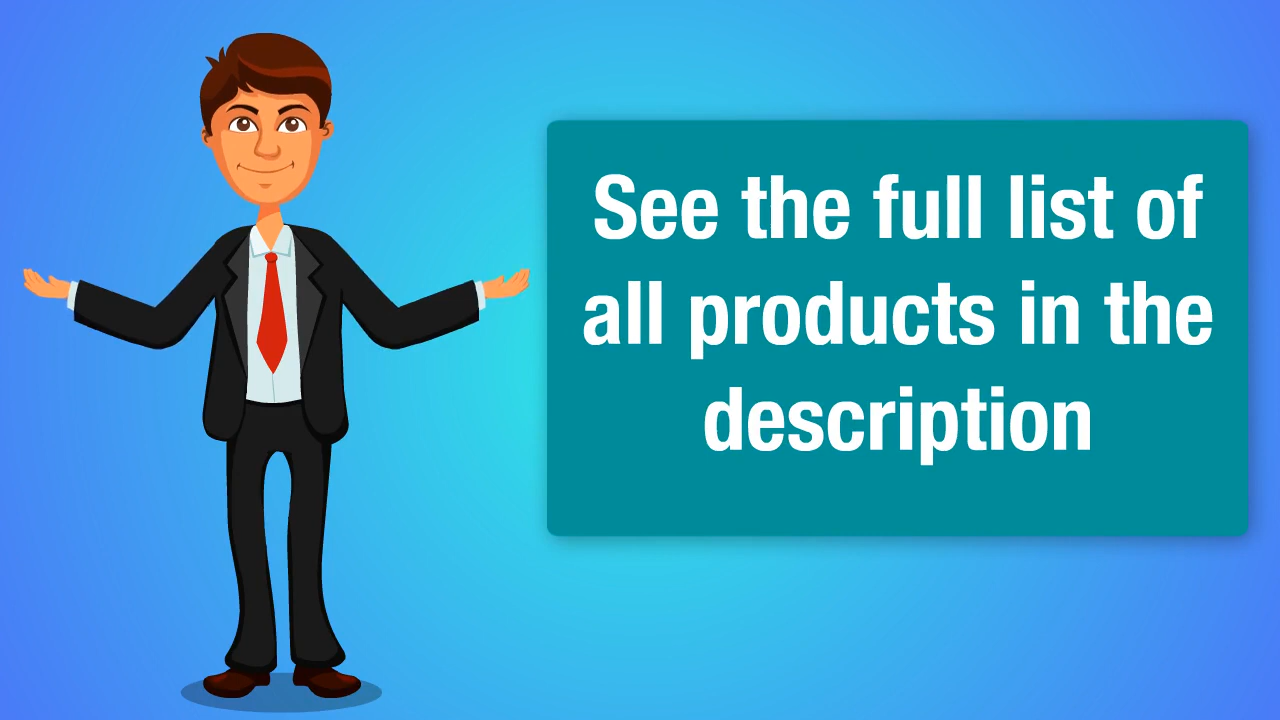 See the full list of
all products in the
description